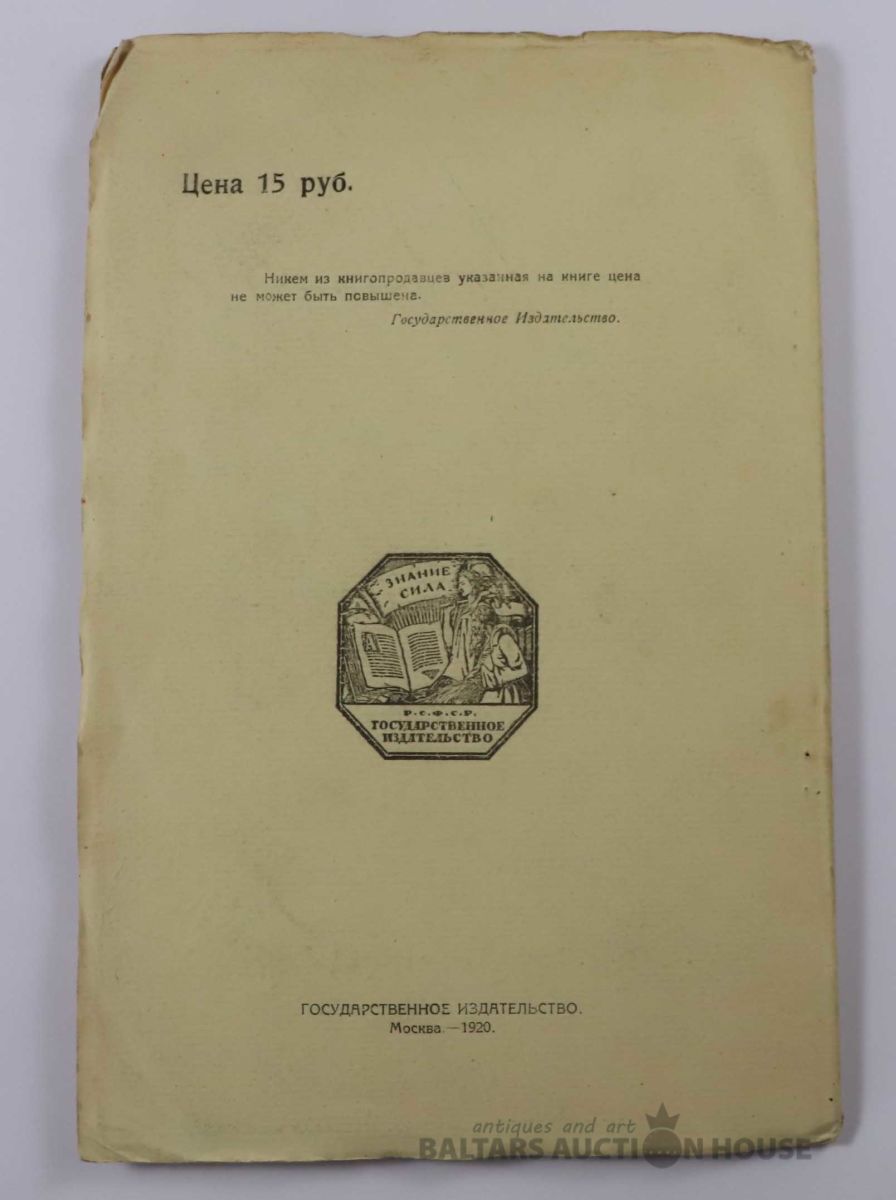 Цена 15 руб.
Никем из книгопродавцев указанная на книге цена
не может быть повышена.
Государственное Издательство.
ЗНАНИЕ
СИЛА
Р.С.Ф.С.Р.
ГОСУДАРСТВЕННОЕ
ИЗДАТЕЛЬСТВО
ГОСУДАРСТВЕННОЕ ИЗДАТЕЛЬСТВО.
Москва.—1920.
antiques and art
BALTARS AUCTION HOUSE